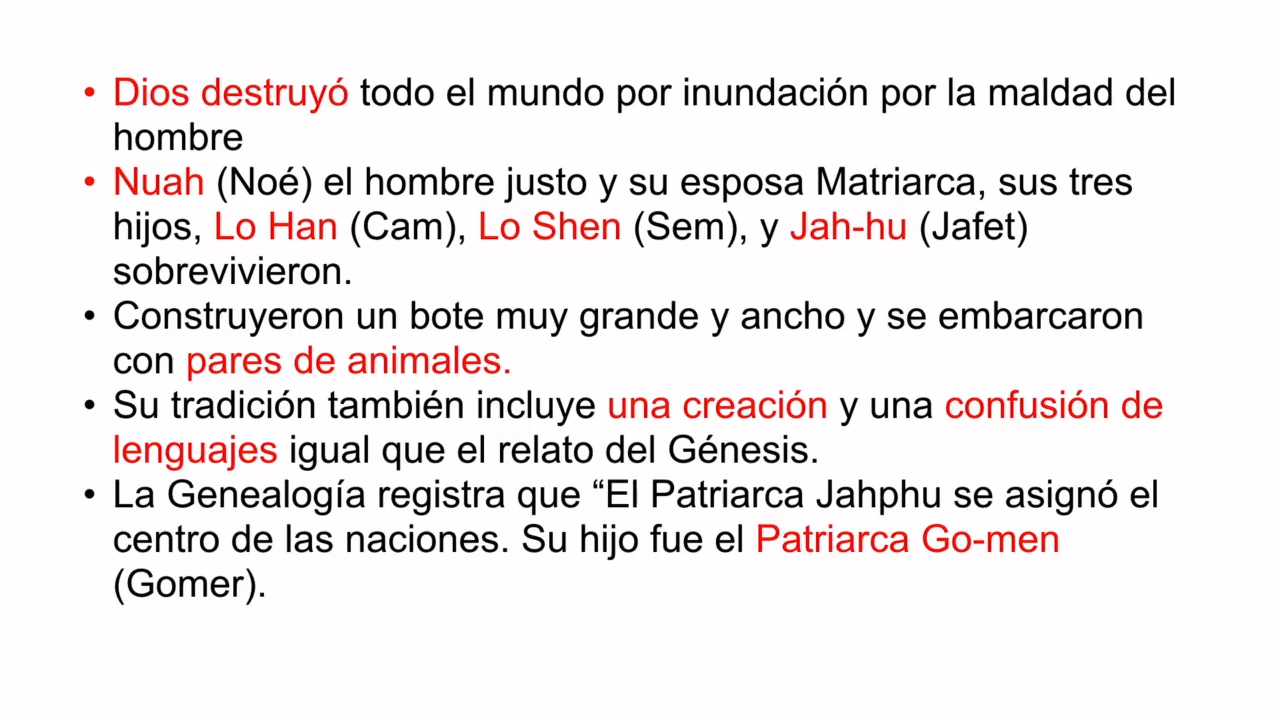 • Dios destruyó todo el mundo por inundación por la maldad del
hombre
• Nuah (Noé) el hombre justo y su esposa Matriarca, sus tres
hijos, Lo Han (Cam), Lo Shen (Sem), y Jah-hu (Jafet)
sobrevivieron.
• Construyeron un bote muy grande y ancho y se embarcaron
con pares de animales.
• Su tradición también incluye una creación y una confusión de
lenguajes igual que el relato del Génesis.
• La Genealogía registra que “El Patriarca Jahphu se asignó el
centro de las naciones. Su hijo fue el Patriarca Go-men
(Gomer).